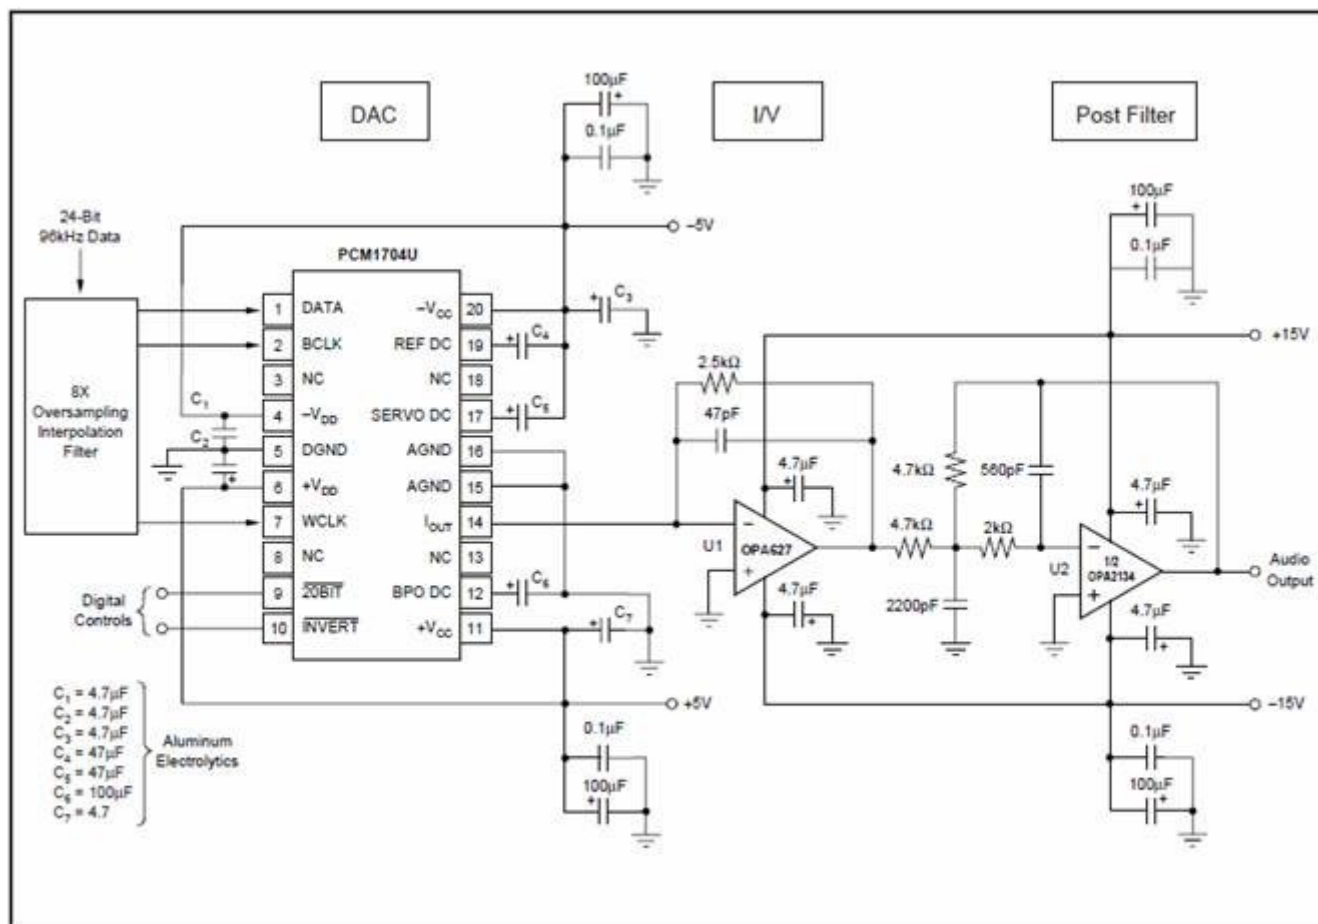 DAC
I/V
Post Filter
100µF
+
0.1µF
–5V
24-Bit
96kHz Data
8X
Oversampling
Interpolation
Filter
PCM1704U
1 DATA
2 BCLK
3 NC
4 –VDD
5 DGND
6 +VDD
7 WCLK
8 NC
9 20BIT
10 INVERT
–VCC 20
REF DC 19
NC 18
SERVO DC 17
AGND 16
AGND 15
IOUT 14
NC 13
BPO DC 12
+VCC 11
C1
C2
+
+ C3
+ C4
+ C5
+ C6
+ C7
Digital
Controls
+5V
0.1µF
100µF
+
C1 = 4.7µF
C2 = 4.7µF
C3 = 4.7µF
C4 = 47µF
C5 = 47µF
C6 = 100µF
C7 = 4.7
Aluminum
Electrolytics
2.5kΩ
47pF
4.7µF
+
U1
–
+
OPA627
4.7µF
+
4.7kΩ
4.7kΩ
2kΩ
560pF
2200pF
100µF
+
0.1µF
+15V
4.7µF
+
U2
–
+
1/2
OPA2134
4.7µF
+
Audio
Output
–15V
0.1µF
100µF
+